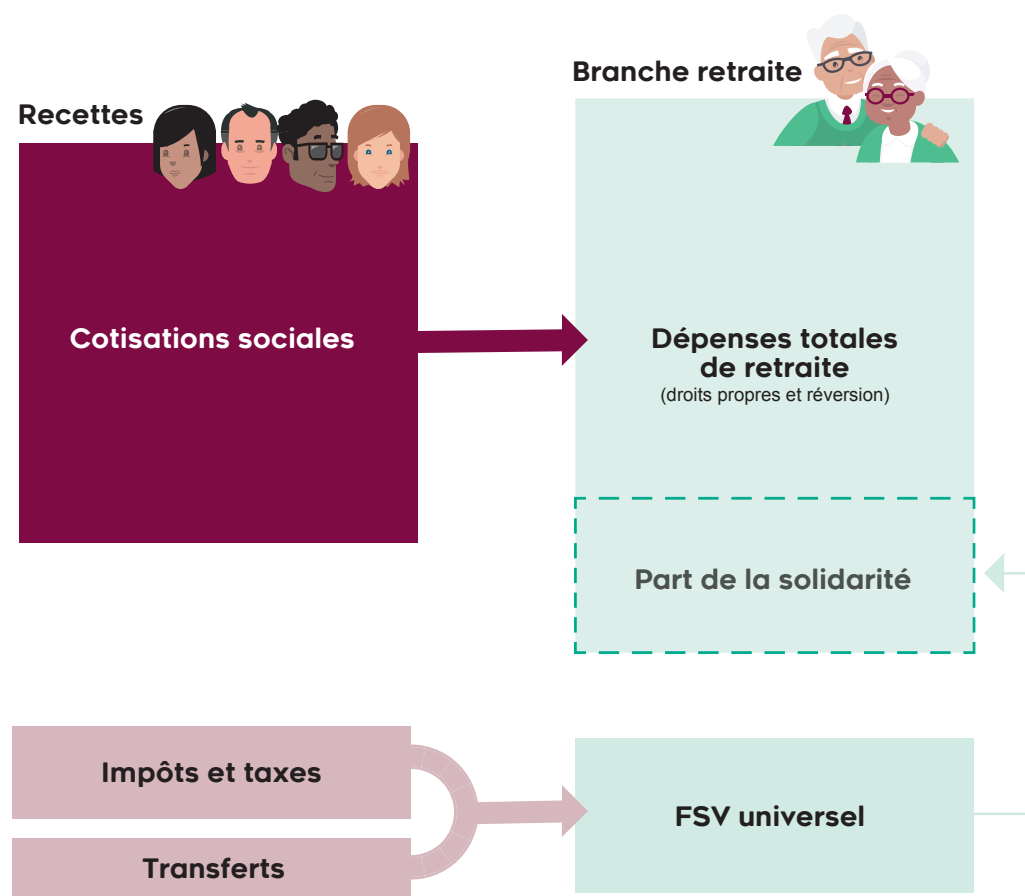 Recettes
Branche retraite
Cotisations sociales
Dépenses totales
de retraite
(droits propres et réversion)
Part de la solidarité
Impôts et taxes
FSV universel
Transferts